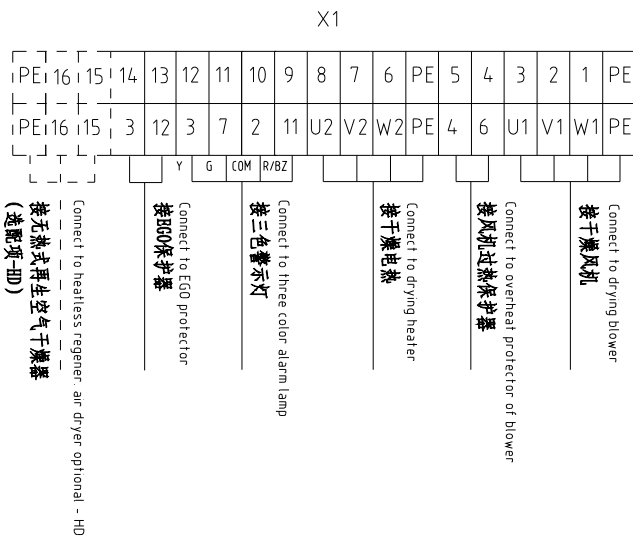 X1
PE 16 15 14 13 12 11 10 9 8 7 6 PE 5 4 3 2 1 PE
PE 16 15 3 12 3 7 2 11 U2 V2 W2 PE 4 6 U1 V1 W1 PE
Y G COM R/BZ
Connect to heatless regener. air dryer optional - HD
接无热式再生空气干燥器
(选配项-HD)
Connect to EGO protector
接EGO保护器
Connect to three color alarm lamp
接三色警示灯
Connect to drying heater
接干燥电热
Connect to overheat protector of blower
接风机过热保护器
Connect to drying blower
接干燥风机